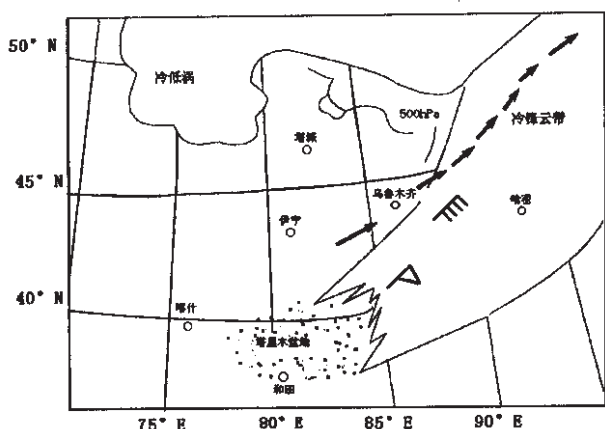 50° N
冷低涡
500hPa
冷锋云带
塔城
45° N
乌鲁木齐
哈密
伊宁
40° N
喀什
塔里木盆地
和田
75° E
80° E
85° E
90° E